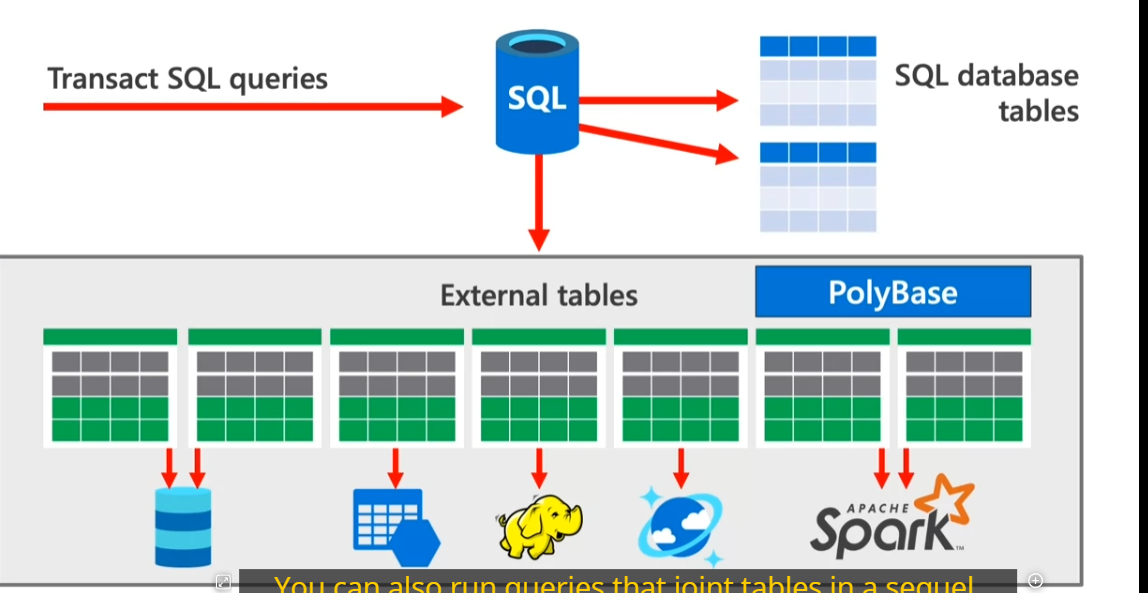 Transact SQL queries
SQL
SQL database
tables
External tables
PolyBase
APACHE
Spark™
You can also run queries that joint tables in a sequel